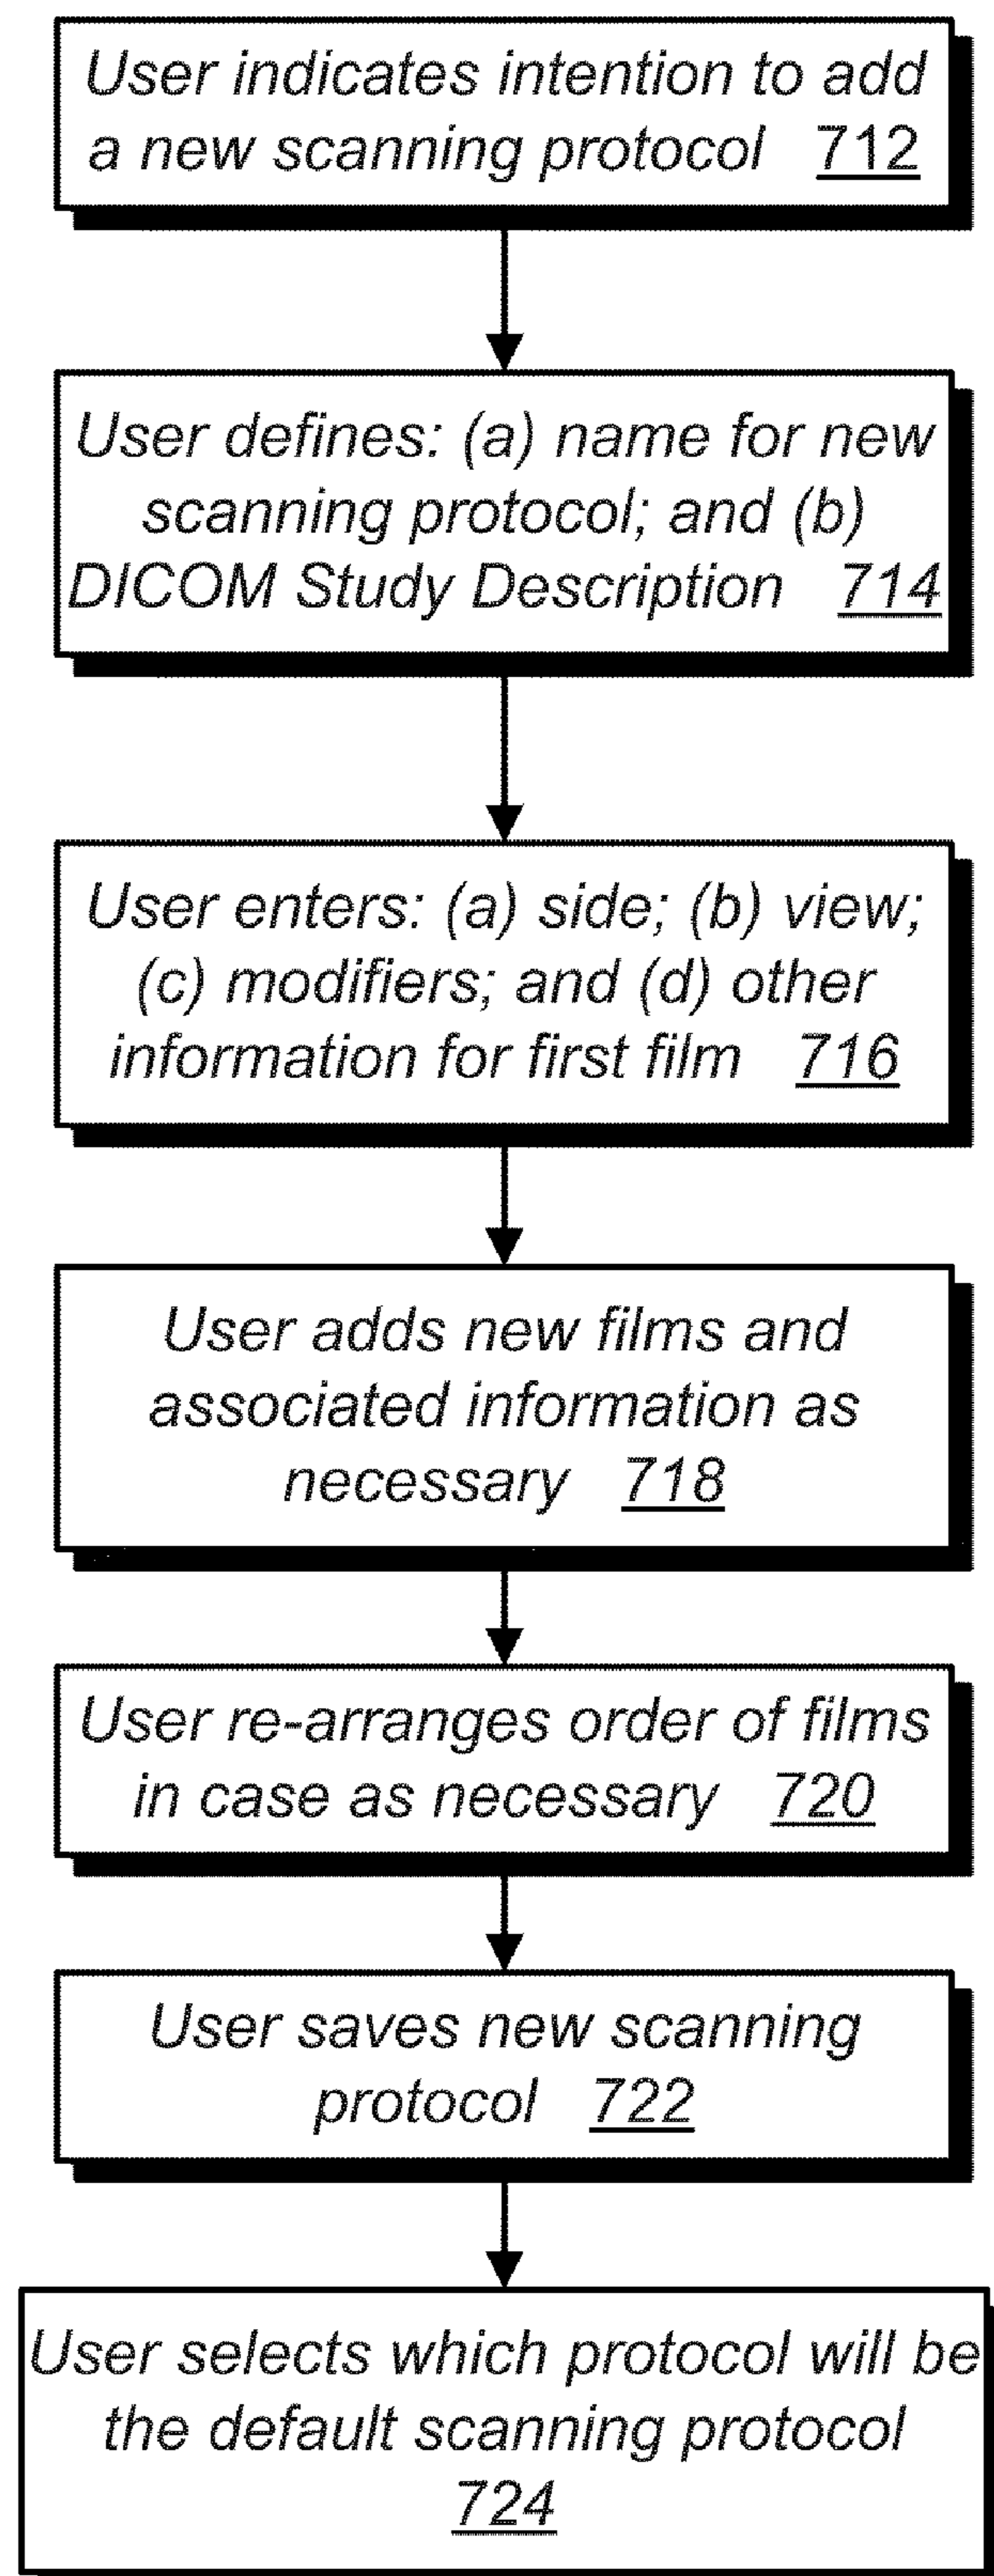 User indicates intention to add
a new scanning protocol 712
User defines: (a) name for new
scanning protocol; and (b)
DICOM Study Description 714
User enters: (a) side; (b) view;
(c) modifiers; and (d) other
information for first film 716
User adds new films and
associated information as
necessary 718
User re-arranges order of films
in case as necessary 720
User saves new scanning
protocol 722
User selects which protocol will be
the default scanning protocol
724